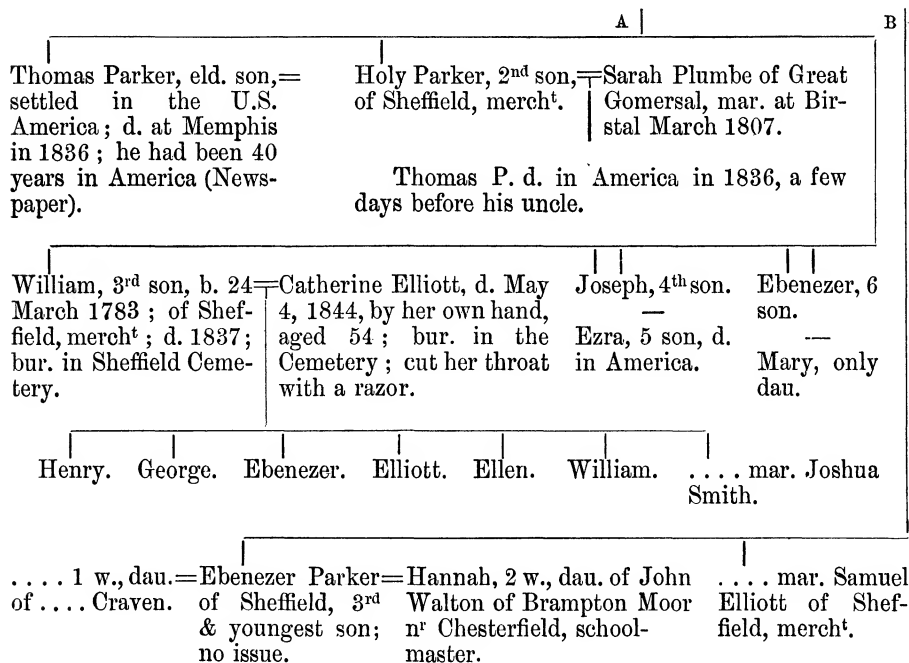 A B
Thomas Parker, eld. son,=
settled in the U.S.
America; d. at Memphis
in 1836; he had been 40
years in America (News-
paper).
Holy Parker, 2nd son,=Sarah Plumbe of Great
of Sheffield, mercht. Gomersal, mar. at Bir-
stal March 1807.
Thomas P. d. in America in 1836, a few
days before his uncle.
William, 3rd son, b. 24=
March 1783; of Shef-
field, mercht; d. 1837;
bur. in Sheffield Ceme-
tery.
Catherine Elliott, d. May
4, 1844, by her own hand,
aged 54; bur. in the
Cemetery; cut her throat
with a razor.
Joseph, 4th son.
—
Ezra, 5 son, d.
in America.
Ebenezer, 6
son.
—
Mary, only
dau.
Henry. George. Ebenezer. Elliott. Ellen. William. . . . . mar. Joshua
Smith.
. . . . 1 w., dau.=
of . . . . Craven.
Ebenezer Parker=
of Sheffield, 3rd
& youngest son;
no issue.
Hannah, 2 w., dau. of John
Walton of Brampton Moor
nr Chesterfield, school-
master.
. . . . mar. Samuel
Elliott of Shef-
field, mercht.